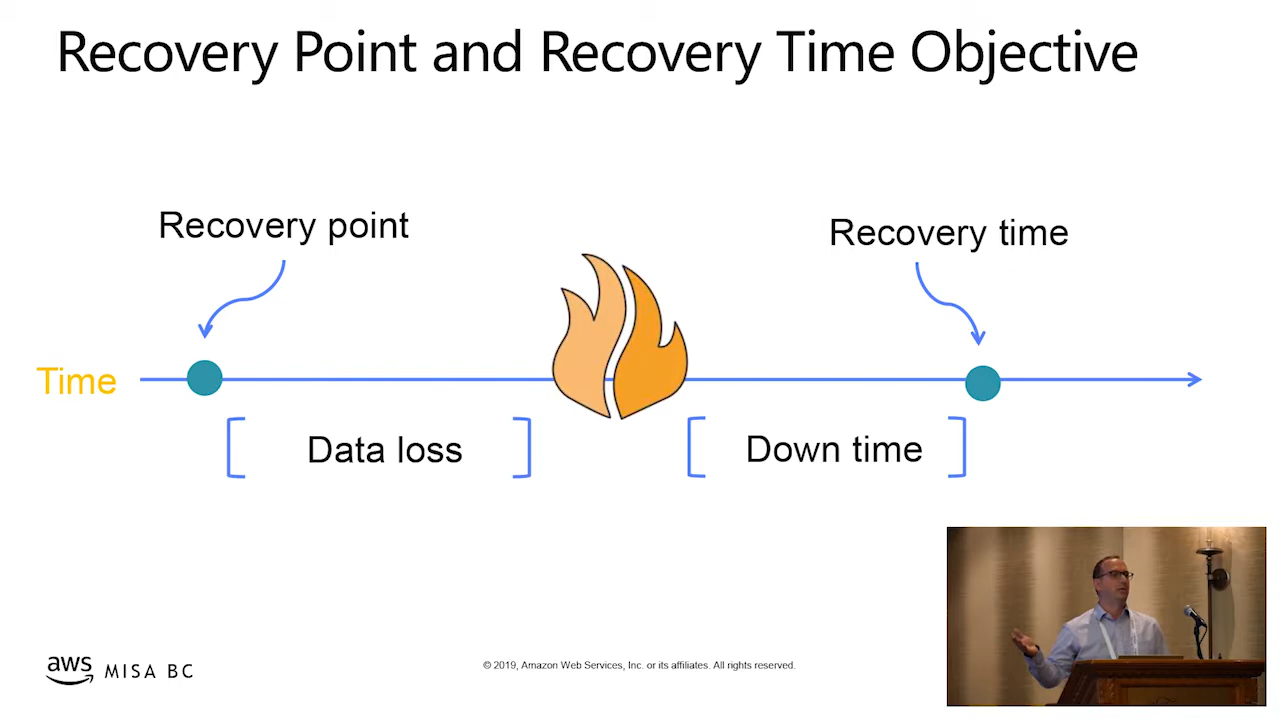 Recovery Point and Recovery Time Objective
Recovery point
Recovery time
Time
Data loss
Down time
aws MISA BC
© 2019, Amazon Web Services, Inc. or its affiliates. All rights reserved.